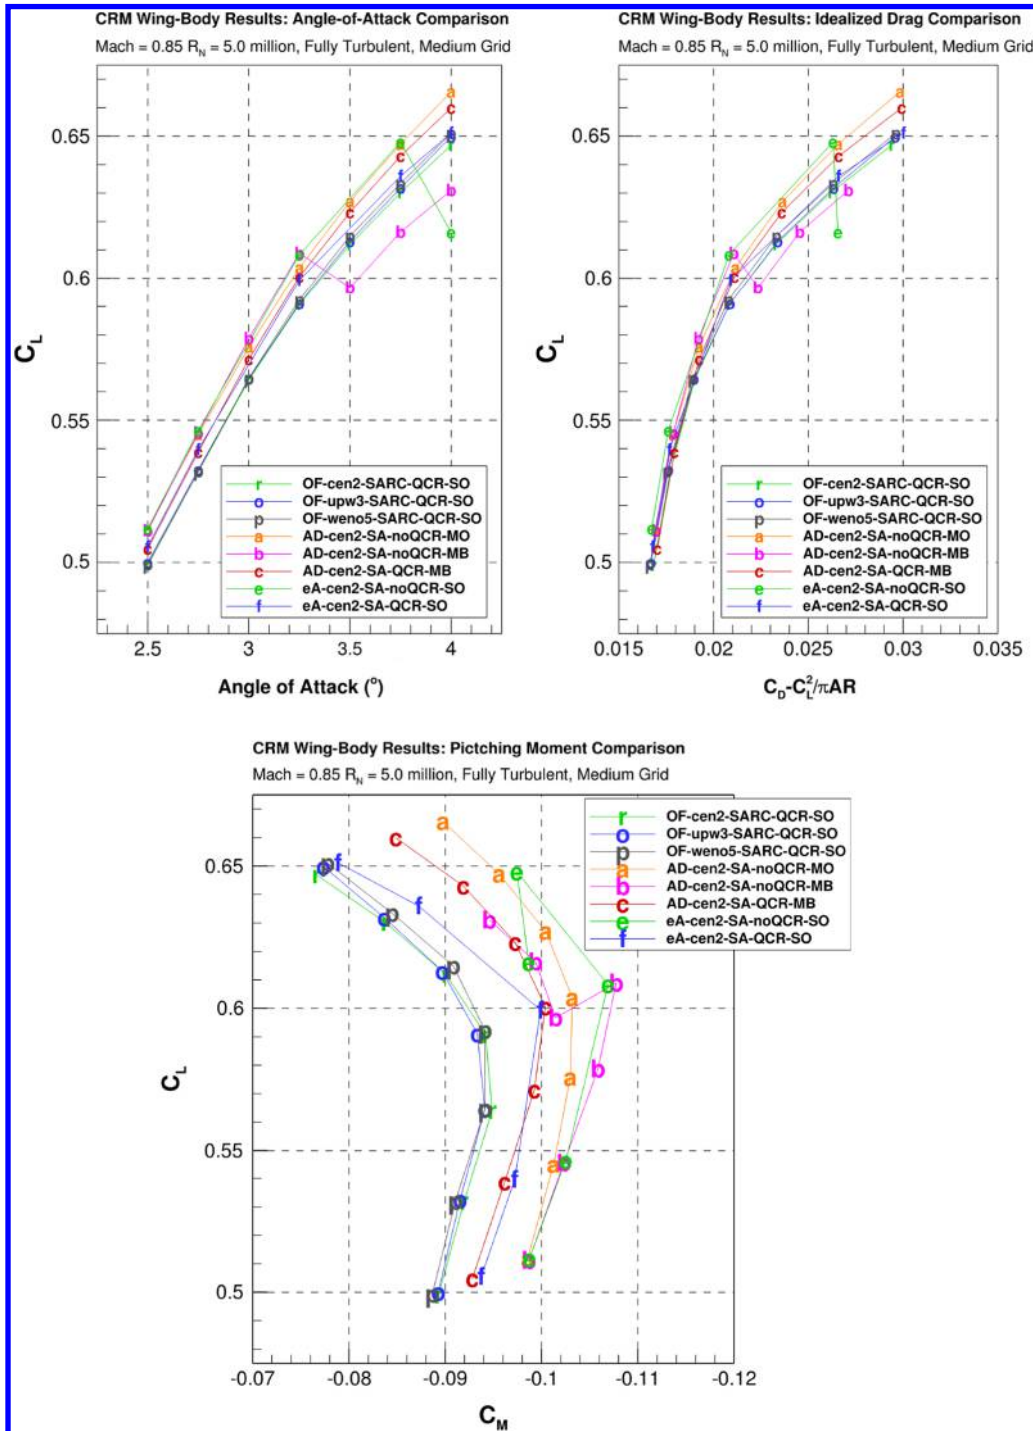 CRM Wing-Body Results: Angle-of-Attack Comparison
Mach = 0.85 R_N = 5.0 million, Fully Turbulent, Medium Grid
0.65
0.6
0.55
0.5
C_L
OF-cen2-SARC-QCR-SO
OF-upw3-SARC-QCR-SO
OF-weno5-SARC-QCR-SO
AD-cen2-SA-noQCR-MO
AD-cen2-SA-noQCR-MB
AD-cen2-SA-QCR-MB
eA-cen2-SA-noQCR-SO
eA-cen2-SA-QCR-SO
2.5 3 3.5 4
Angle of Attack (°)
CRM Wing-Body Results: Idealized Drag Comparison
Mach = 0.85 R_N = 5.0 million, Fully Turbulent, Medium Grid
0.65
0.6
0.55
0.5
C_L
OF-cen2-SARC-QCR-SO
OF-upw3-SARC-QCR-SO
OF-weno5-SARC-QCR-SO
AD-cen2-SA-noQCR-MO
AD-cen2-SA-noQCR-MB
AD-cen2-SA-QCR-MB
eA-cen2-SA-noQCR-SO
eA-cen2-SA-QCR-SO
0.015 0.02 0.025 0.03 0.035
C_D-C_L^2/πAR
CRM Wing-Body Results: Pictching Moment Comparison
Mach = 0.85 R_N = 5.0 million, Fully Turbulent, Medium Grid
0.65
0.6
0.55
0.5
C_L
OF-cen2-SARC-QCR-SO
OF-upw3-SARC-QCR-SO
OF-weno5-SARC-QCR-SO
AD-cen2-SA-noQCR-MO
AD-cen2-SA-noQCR-MB
AD-cen2-SA-QCR-MB
eA-cen2-SA-noQCR-SO
eA-cen2-SA-QCR-SO
-0.07 -0.08 -0.09 -0.1 -0.11 -0.12
C_M